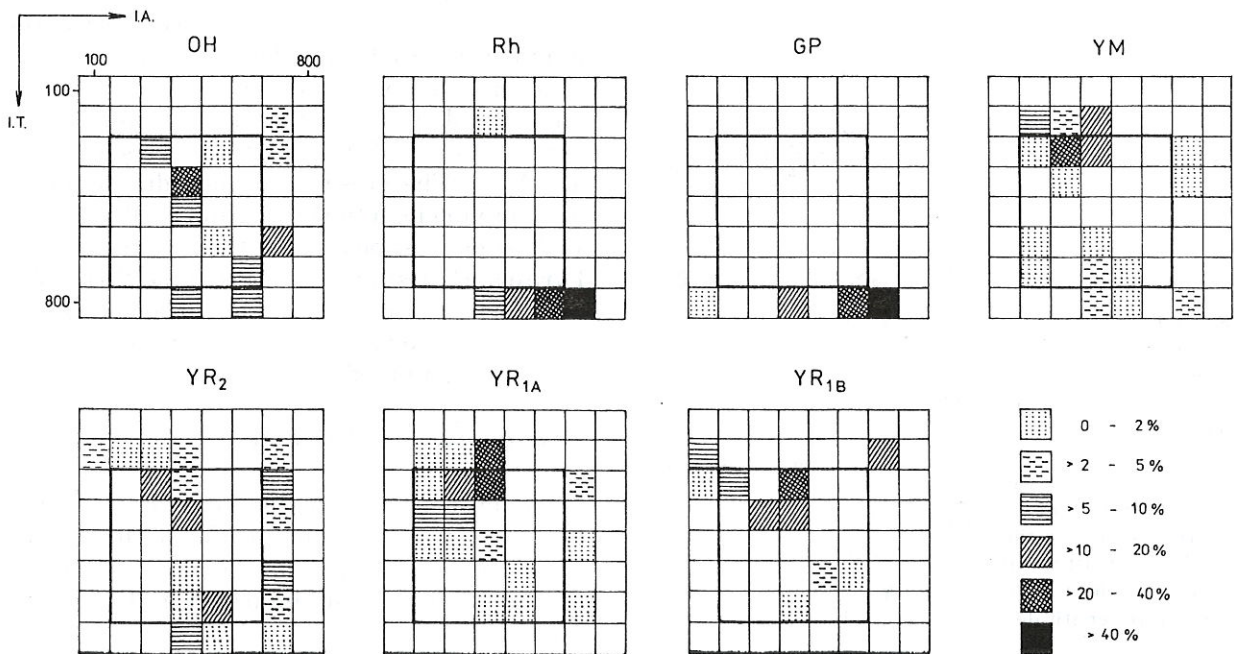 I.A.
OH Rh GP YM
100 800
100
I.T.
800
YR₂ YR₁A YR₁B
0 - 2%
> 2 - 5%
> 5 - 10%
>10 - 20%
>20 - 40%
> 40 %